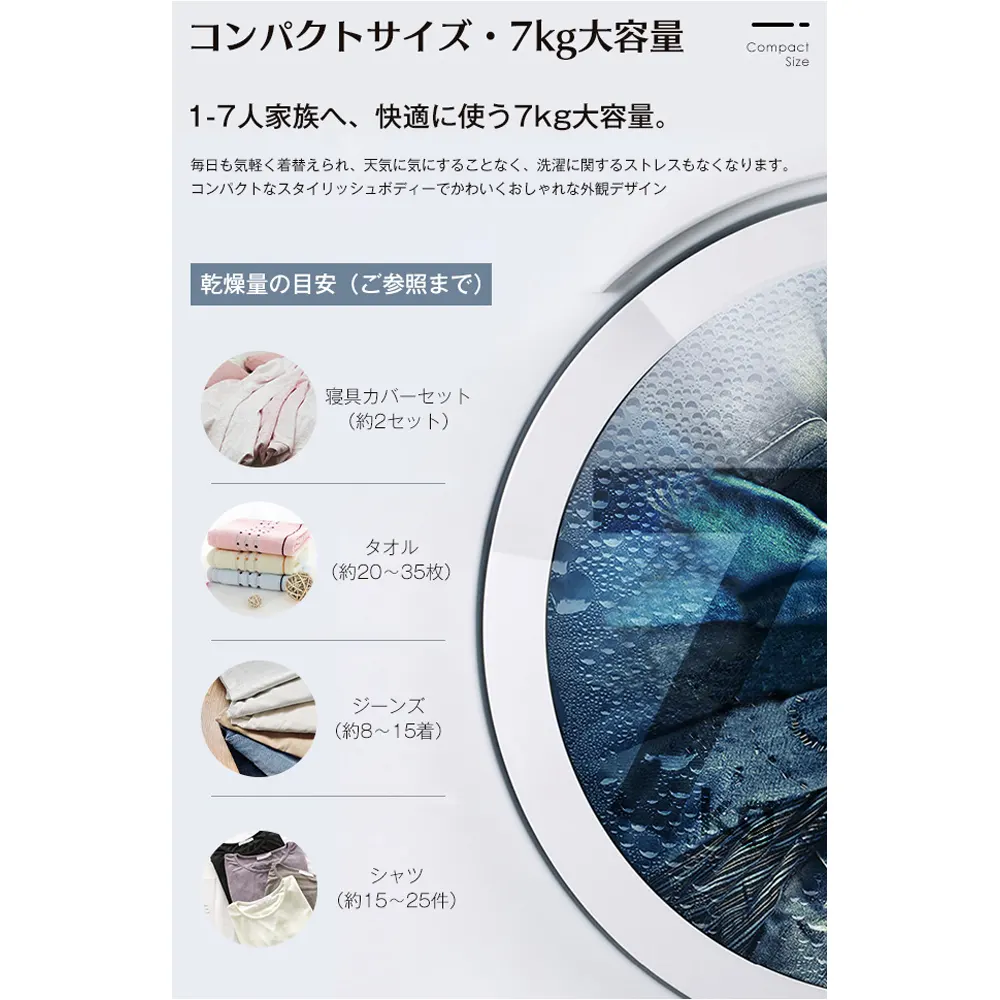 コンパクトサイズ・7kg大容量
Compact
Size
1-7人家族へ、快適に使う7kg大容量。
毎日も気軽く着替えられ、天気に気にすることなく、洗濯に関するストレスもなくなります。
コンパクトなスタイリッシュボディーでかわいくおしゃれな外観デザイン
乾燥量の目安（ご参照まで）
寝具カバーセット
（約2セット）
タオル
（約20～35枚）
ジーンズ
（約8～15着）
シャツ
（約15～25件）